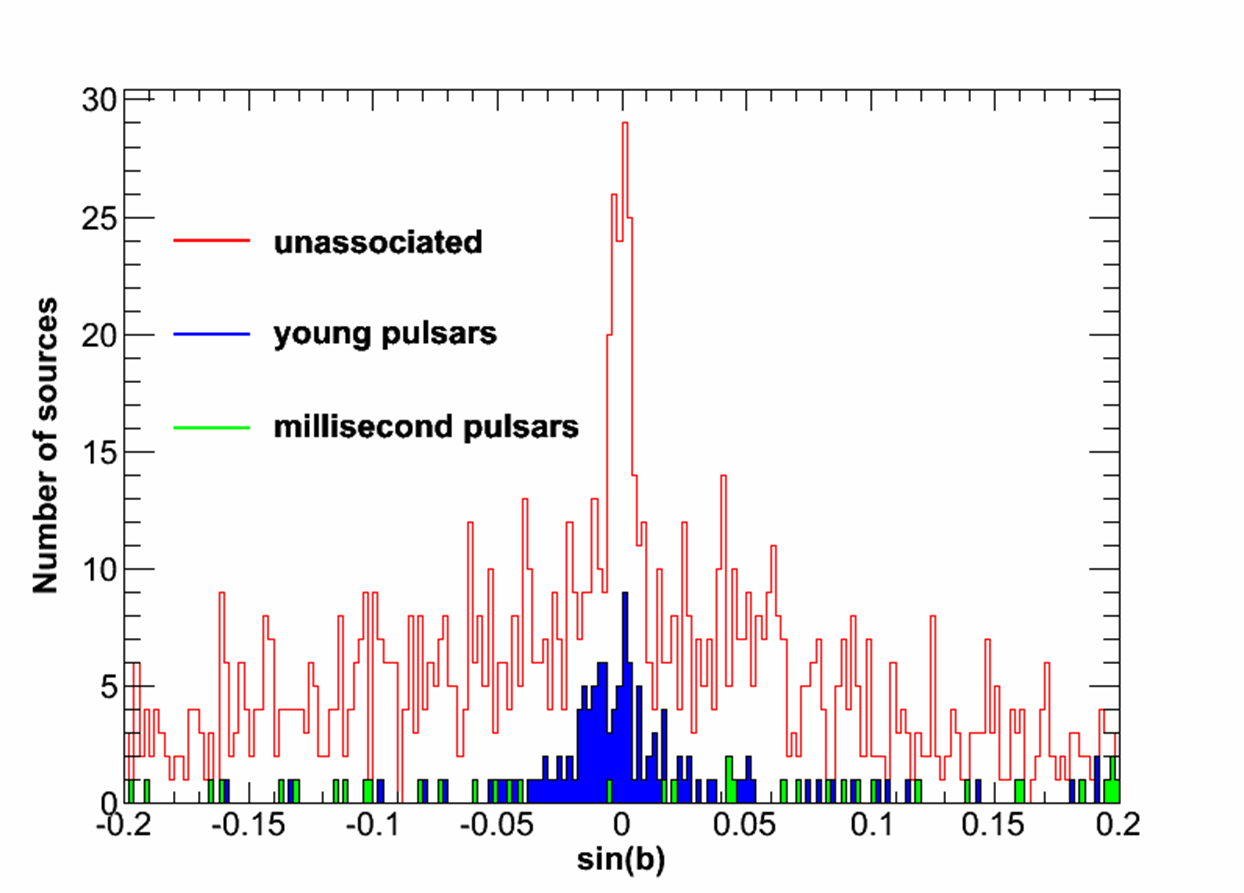 30
25
20
15
10
5
0
Number of sources
unassociated
young pulsars
millisecond pulsars
-0.2 -0.15 -0.1 -0.05 0 0.05 0.1 0.15 0.2
sin(b)